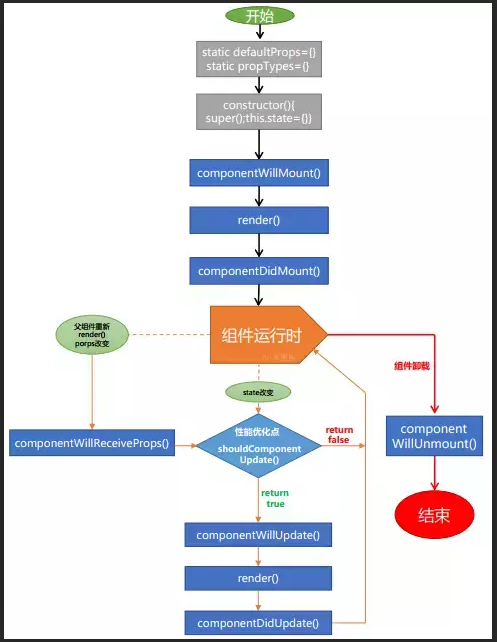 开始
static defaultProps={}
static propTypes={}
constructor(){
super();this.state={}}
componentWillMount()
render()
componentDidMount()
组件运行时
父组件重新
render()
porps改变
组件卸载
state改变
componentWillReceiveProps()
性能优化点
shouldComponent
Update()
return
false
component
WillUnmount()
return
true
结束
componentWillUpdate()
render()
componentDidUpdate()